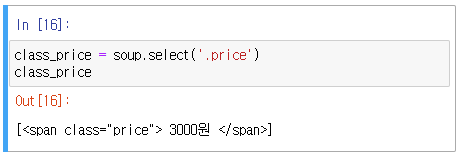 In [16]:
class_price = soup.select('.price')
class_price
Out[16]:
[<span class="price"> 3000원 </span>]